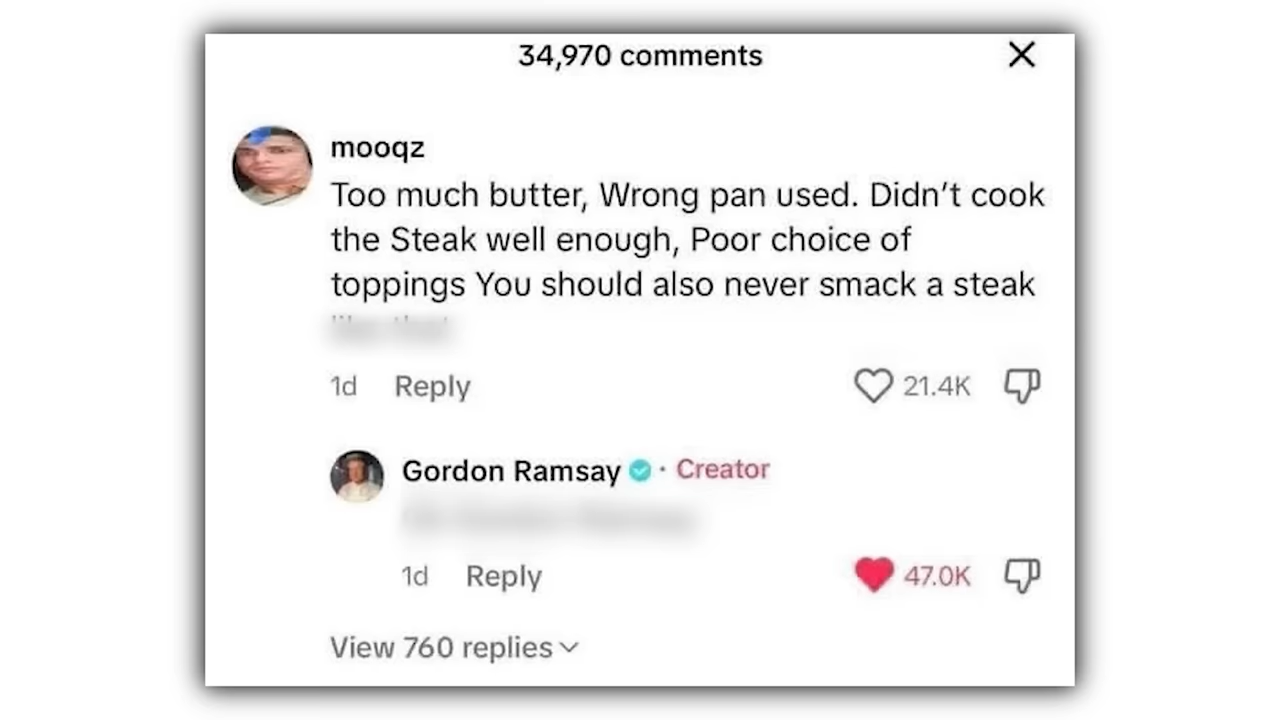 34,970 comments
mooqz
Too much butter, Wrong pan used. Didn’t cook
the Steak well enough, Poor choice of
toppings You should also never smack a steak
1d Reply 21.4K
Gordon Ramsay · Creator
1d Reply 47.0K
View 760 replies